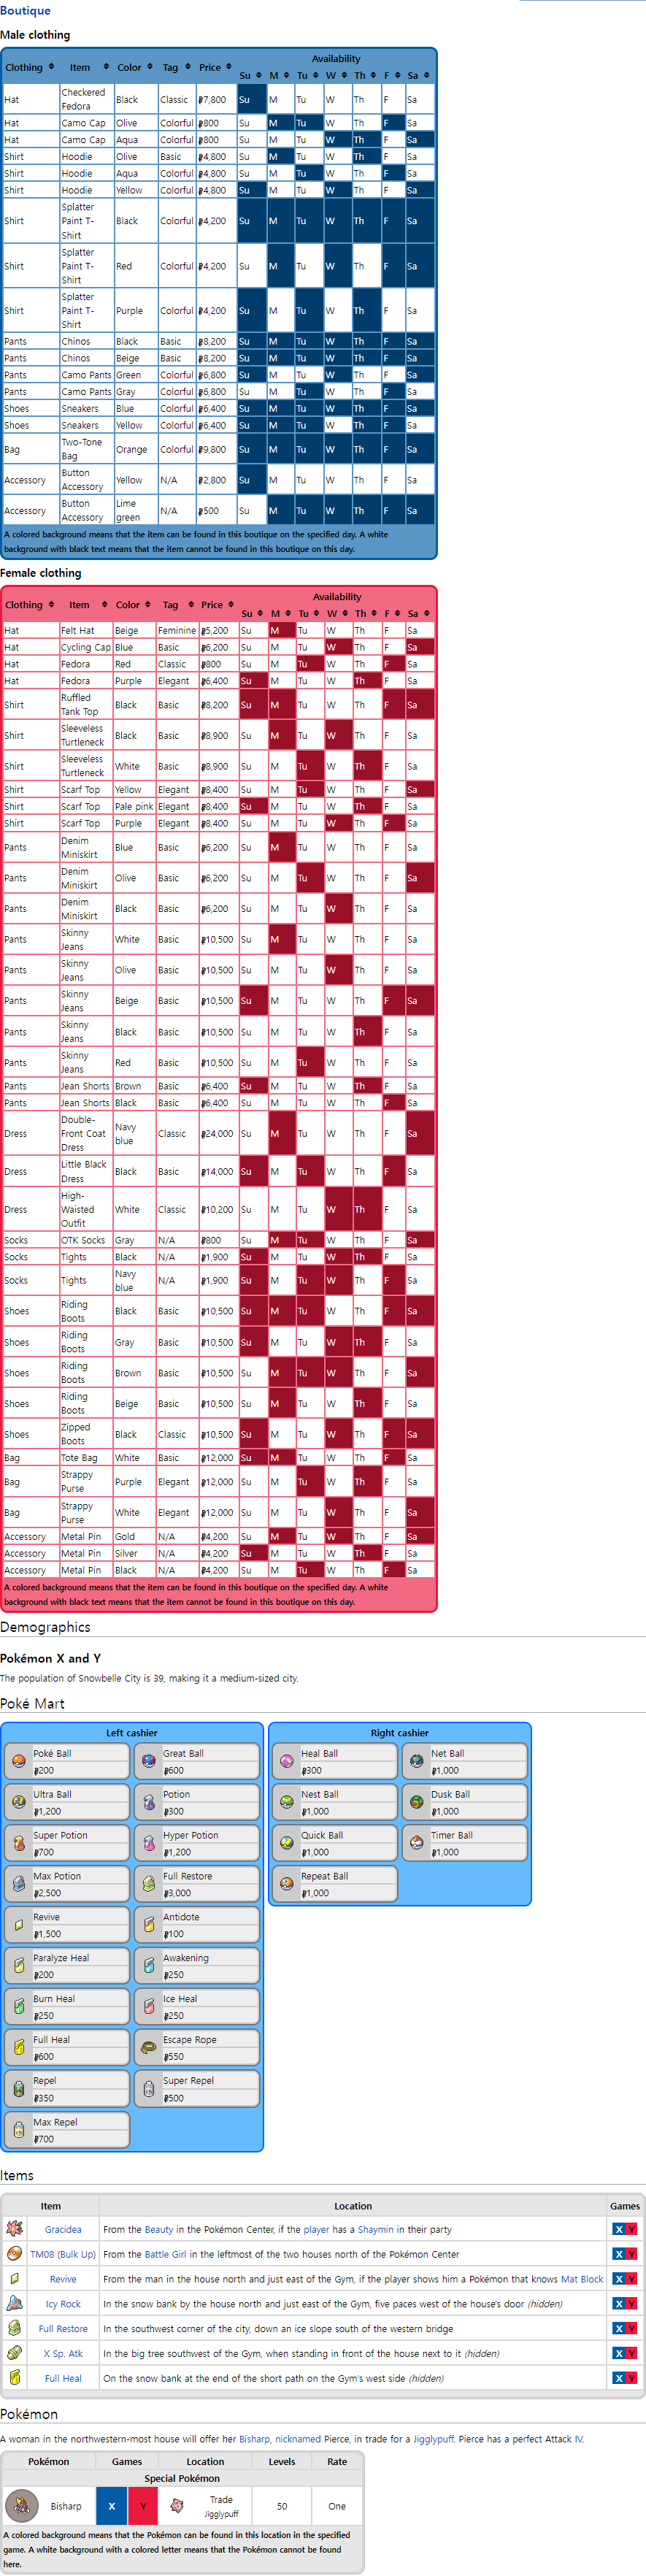 Boutique
Male clothing
Clothing Item Color Tag Price Availability
Su M Tu W Th F Sa
Hat Checkered Fedora Black Classic ₽7,800 Su M Tu W Th F Sa
Hat Camo Cap Olive Colorful ₽800 Su M Tu W Th F Sa
Hat Camo Cap Aqua Colorful ₽800 Su M Tu W Th F Sa
Shirt Hoodie Olive Basic ₽4,800 Su M Tu W Th F Sa
Shirt Hoodie Aqua Colorful ₽4,800 Su M Tu W Th F Sa
Shirt Hoodie Yellow Colorful ₽4,800 Su M Tu W Th F Sa
Shirt Splatter Paint T-Shirt Black Colorful ₽4,200 Su M Tu W Th F Sa
Shirt Splatter Paint T-Shirt Red Colorful ₽4,200 Su M Tu W Th F Sa
Shirt Splatter Paint T-Shirt Purple Colorful ₽4,200 Su M Tu W Th F Sa
Pants Chinos Black Basic ₽8,200 Su M Tu W Th F Sa
Pants Chinos Beige Basic ₽8,200 Su M Tu W Th F Sa
Pants Camo Pants Green Colorful ₽6,800 Su M Tu W Th F Sa
Pants Camo Pants Gray Colorful ₽6,800 Su M Tu W Th F Sa
Shoes Sneakers Blue Colorful ₽6,400 Su M Tu W Th F Sa
Shoes Sneakers Yellow Colorful ₽6,400 Su M Tu W Th F Sa
Bag Two-Tone Bag Orange Colorful ₽9,800 Su M Tu W Th F Sa
Accessory Button Accessory Yellow N/A ₽2,800 Su M Tu W Th F Sa
Accessory Button Accessory Lime green N/A ₽500 Su M Tu W Th F Sa
A colored background means that the item can be found in this boutique on the specified day. A white
background with black text means that the item cannot be found in this boutique on this day.
Female clothing
Clothing Item Color Tag Price Availability
Su M Tu W Th F Sa
Hat Felt Hat Beige Feminine ₽5,200 Su M Tu W Th F Sa
Hat Cycling Cap Blue Basic ₽6,200 Su M Tu W Th F Sa
Hat Fedora Red Classic ₽800 Su M Tu W Th F Sa
Hat Fedora Purple Elegant ₽6,400 Su M Tu W Th F Sa
Shirt Ruffled Tank Top Black Basic ₽8,200 Su M Tu W Th F Sa
Shirt Sleeveless Turtleneck Black Basic ₽8,900 Su M Tu W Th F Sa
Shirt Sleeveless Turtleneck White Basic ₽8,900 Su M Tu W Th F Sa
Shirt Scarf Top Yellow Elegant ₽8,400 Su M Tu W Th F Sa
Shirt Scarf Top Pale pink Elegant ₽8,400 Su M Tu W Th F Sa
Shirt Scarf Top Purple Elegant ₽8,400 Su M Tu W Th F Sa
Pants Denim Miniskirt Blue Basic ₽6,200 Su M Tu W Th F Sa
Pants Denim Miniskirt Olive Basic ₽6,200 Su M Tu W Th F Sa
Pants Denim Miniskirt Black Basic ₽6,200 Su M Tu W Th F Sa
Pants Skinny Jeans White Basic ₽10,500 Su M Tu W Th F Sa
Pants Skinny Jeans Olive Basic ₽10,500 Su M Tu W Th F Sa
Pants Skinny Jeans Beige Basic ₽10,500 Su M Tu W Th F Sa
Pants Skinny Jeans Black Basic ₽10,500 Su M Tu W Th F Sa
Pants Skinny Jeans Red Basic ₽10,500 Su M Tu W Th F Sa
Pants Jean Shorts Brown Basic ₽6,400 Su M Tu W Th F Sa
Pants Jean Shorts Black Basic ₽6,400 Su M Tu W Th F Sa
Dress Double-Front Coat Dress Navy blue Classic ₽24,000 Su M Tu W Th F Sa
Dress Little Black Dress Black Basic ₽14,000 Su M Tu W Th F Sa
Dress High-Waisted Outfit White Classic ₽10,200 Su M Tu W Th F Sa
Socks OTK Socks Gray N/A ₽800 Su M Tu W Th F Sa
Socks Tights Black N/A ₽1,900 Su M Tu W Th F Sa
Socks Tights Navy blue N/A ₽1,900 Su M Tu W Th F Sa
Shoes Riding Boots Black Basic ₽10,500 Su M Tu W Th F Sa
Shoes Riding Boots Gray Basic ₽10,500 Su M Tu W Th F Sa
Shoes Riding Boots Brown Basic ₽10,500 Su M Tu W Th F Sa
Shoes Riding Boots Beige Basic ₽10,500 Su M Tu W Th F Sa
Shoes Zipped Boots Black Classic ₽10,500 Su M Tu W Th F Sa
Bag Tote Bag White Basic ₽12,000 Su M Tu W Th F Sa
Bag Strappy Purse Purple Elegant ₽12,000 Su M Tu W Th F Sa
Bag Strappy Purse White Elegant ₽12,000 Su M Tu W Th F Sa
Accessory Metal Pin Gold N/A ₽4,200 Su M Tu W Th F Sa
Accessory Metal Pin Silver N/A ₽4,200 Su M Tu W Th F Sa
Accessory Metal Pin Black N/A ₽4,200 Su M Tu W Th F Sa
A colored background means that the item can be found in this boutique on the specified day. A white
background with black text means that the item cannot be found in this boutique on this day.
Demographics
Pokémon X and Y
The population of Snowbelle City is 39, making it a medium-sized city.
Poké Mart
Left cashier
Poké Ball Great Ball
₽200 ₽600
Ultra Ball Potion
₽1,200 ₽300
Super Potion Hyper Potion
₽700 ₽1,200
Max Potion Full Restore
₽2,500 ₽3,000
Revive Antidote
₽1,500 ₽100
Paralyze Heal Awakening
₽200 ₽250
Burn Heal Ice Heal
₽250 ₽250
Full Heal Escape Rope
₽600 ₽550
Repel Super Repel
₽350 ₽500
Max Repel
₽700
Right cashier
Heal Ball Net Ball
₽300 ₽1,000
Nest Ball Dusk Ball
₽1,000 ₽1,000
Quick Ball Timer Ball
₽1,000 ₽1,000
Repeat Ball
₽1,000
Items
Item Location Games
Gracidea From the Beauty in the Pokémon Center, if the player has a Shaymin in their party X Y
TM08 (Bulk Up) From the Battle Girl in the leftmost of the two houses north of the Pokémon Center X Y
Revive From the man in the house north and just east of the Gym, if the player shows him a Pokémon that knows Mat Block X Y
Icy Rock In the snow bank by the house north and just east of the Gym, five paces west of the house's door (hidden) X Y
Full Restore In the southwest corner of the city, down an ice slope south of the western bridge X Y
X Sp. Atk In the big tree southwest of the Gym, when standing in front of the house next to it (hidden) X Y
Full Heal On the snow bank at the end of the short path on the Gym's west side (hidden) X Y
Pokémon
A woman in the northwestern-most house will offer her Bisharp, nicknamed Pierce, in trade for a Jigglypuff. Pierce has a perfect Attack IV.
Pokémon Games Location Levels Rate
Special Pokémon
Bisharp X Y Trade Jigglypuff 50 One
A colored background means that the Pokémon can be found in this location in the specified
game. A white background with a colored letter means that the Pokémon cannot be found
here.